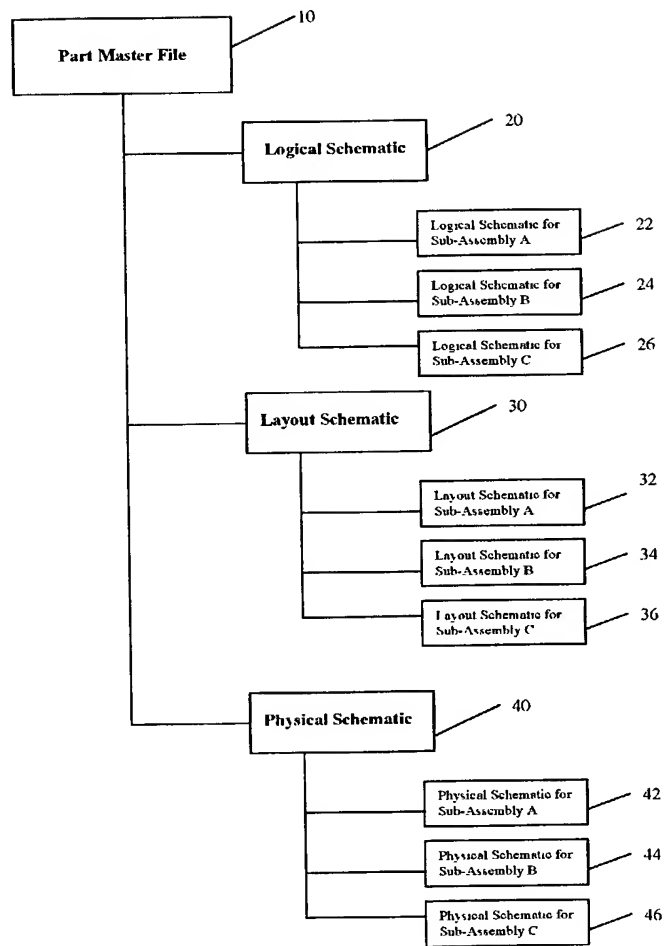 10
Part Master File
20
Logical Schematic
Logical Schematic for
Sub-Assembly A
22
Logical Schematic for
Sub-Assembly B
24
Logical Schematic for
Sub-Assembly C
26
Layout Schematic
30
Layout Schematic for
Sub-Assembly A
32
Layout Schematic for
Sub-Assembly B
34
Layout Schematic for
Sub-Assembly C
36
Physical Schematic
40
Physical Schematic for
Sub-Assembly A
42
Physical Schematic for
Sub-Assembly B
44
Physical Schematic for
Sub-Assembly C
46